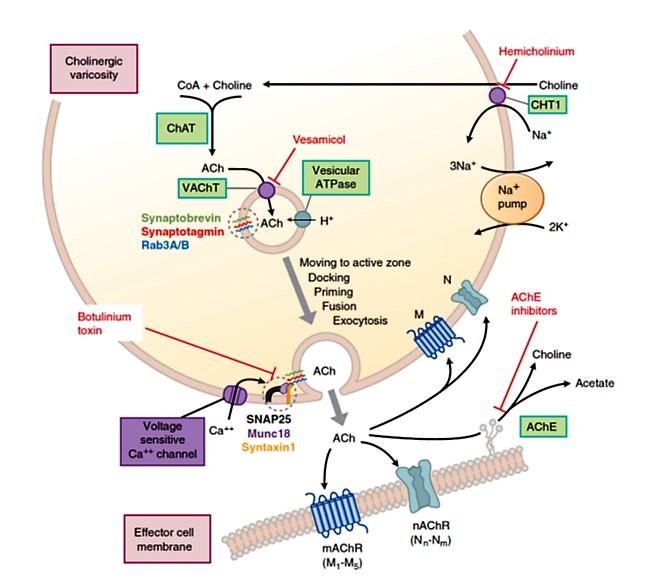 Cholinergic
varicosity
Hemicholinium
CoA + Choline
Choline
CHT1
ChAT
Na+
Vesamicol
ACh
Vesicular
ATPase
VAChT
3Na+
Na+
pump
Synaptobrevin
Synaptotagmin
Rab3A/B
ACh
H+
2K+
Moving to active zone
Docking
Priming
Fusion
Exocytosis
N
M
AChE
inhibitors
Botulinium
toxin
Choline
ACh
Acetate
Voltage
sensitive
Ca++ channel
Ca++
SNAP25
Munc18
Syntaxin1
ACh
AChE
Effector cell
membrane
mAChR
(M1-M5)
nAChR
(Nn-Nm)